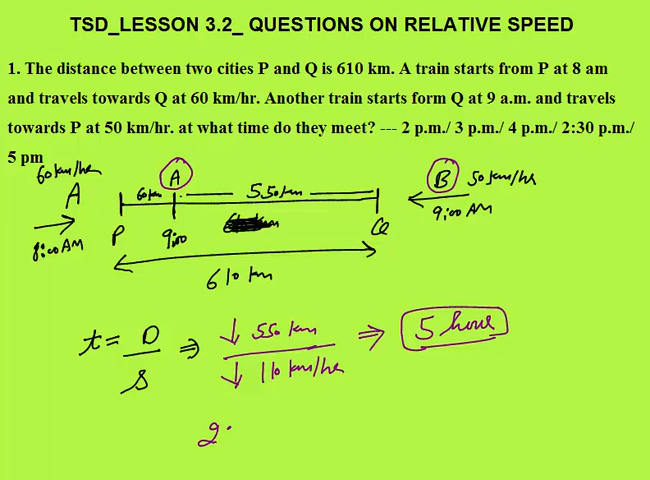 TSD_LESSON 3.2_ QUESTIONS ON RELATIVE SPEED
1. The distance between two cities P and Q is 610 km. A train starts from P at 8 am
and travels towards Q at 60 km/hr. Another train starts form Q at 9 a.m. and travels
towards P at 50 km/hr. at what time do they meet? --- 2 p.m./ 3 p.m./ 4 p.m./ 2:30 p.m./
5 pm
60 km/hr A B 50 km/hr
A 60 km 550 km
8:00 AM P 9:00 km Q 9:00 AM
610 km
t = D ⇒ ↓ 550 km ⇒ 5 hour
S ↓ 110 km/hr
2.